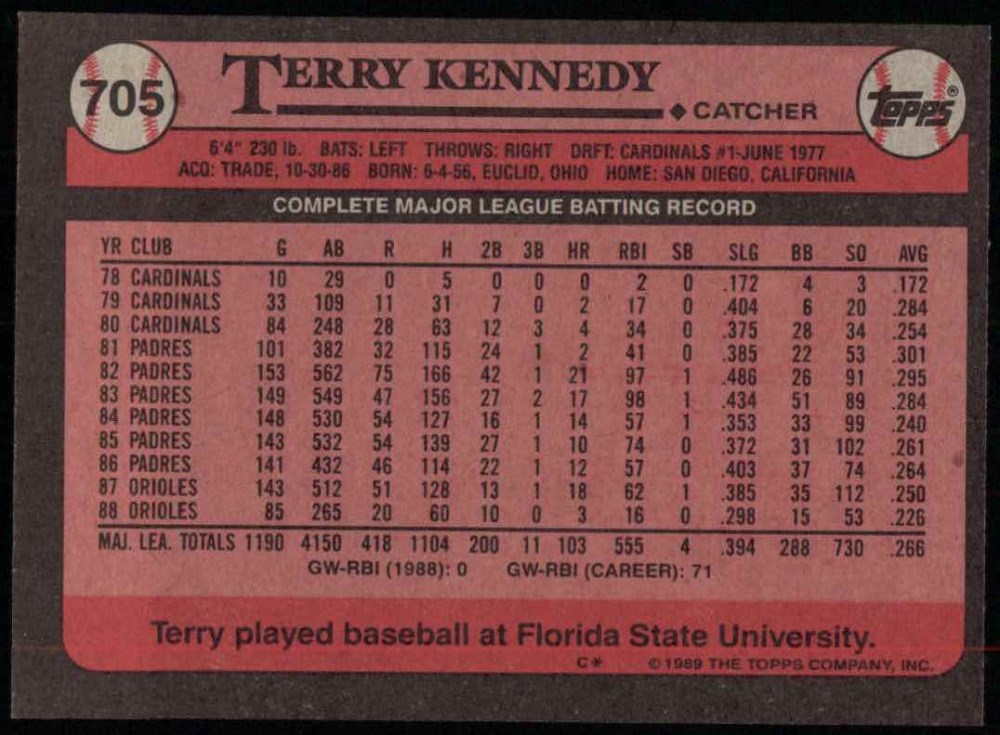 705
TERRY KENNEDY
◆ CATCHER
TOPPS®
6'4" 230 lb. BATS: LEFT THROWS: RIGHT DRFT: CARDINALS #1-JUNE 1977
ACQ: TRADE, 10-30-86 BORN: 6-4-56, EUCLID, OHIO HOME: SAN DIEGO, CALIFORNIA
COMPLETE MAJOR LEAGUE BATTING RECORD
YR CLUB G AB R H 2B 3B HR RBI SB SLG BB SO AVG
78 CARDINALS 10 29 0 5 0 0 0 2 0 .172 4 3 .172
79 CARDINALS 33 109 11 31 7 0 2 17 0 .404 6 20 .284
80 CARDINALS 84 248 28 63 12 3 4 34 0 .375 28 34 .254
81 PADRES 101 382 32 115 24 1 2 41 0 .385 22 53 .301
82 PADRES 153 562 75 166 42 1 21 97 1 .486 26 91 .295
83 PADRES 149 549 47 156 27 2 17 98 1 .434 51 89 .284
84 PADRES 148 530 54 127 16 1 14 57 1 .353 33 99 .240
85 PADRES 143 532 54 139 27 1 10 74 0 .372 31 102 .261
86 PADRES 141 432 46 114 22 1 12 57 0 .403 37 74 .264
87 ORIOLES 143 512 51 128 13 1 18 62 1 .385 35 112 .250
88 ORIOLES 85 265 20 60 10 0 3 16 0 .298 15 53 .226
MAJ. LEA. TOTALS 1190 4150 418 1104 200 11 103 555 4 .394 288 730 .266
GW-RBI (1988): 0 GW-RBI (CAREER): 71
Terry played baseball at Florida State University.
C* © 1989 THE TOPPS COMPANY, INC.